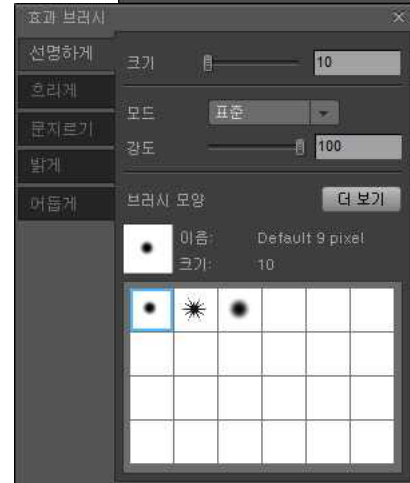 효과 브러시
선명하게
흐리게
문지르기
밝게
어둡게
크기 10
모드 표준
강도 100
브러시 모양 더 보기
이름: Default 9 pixel
크기: 10